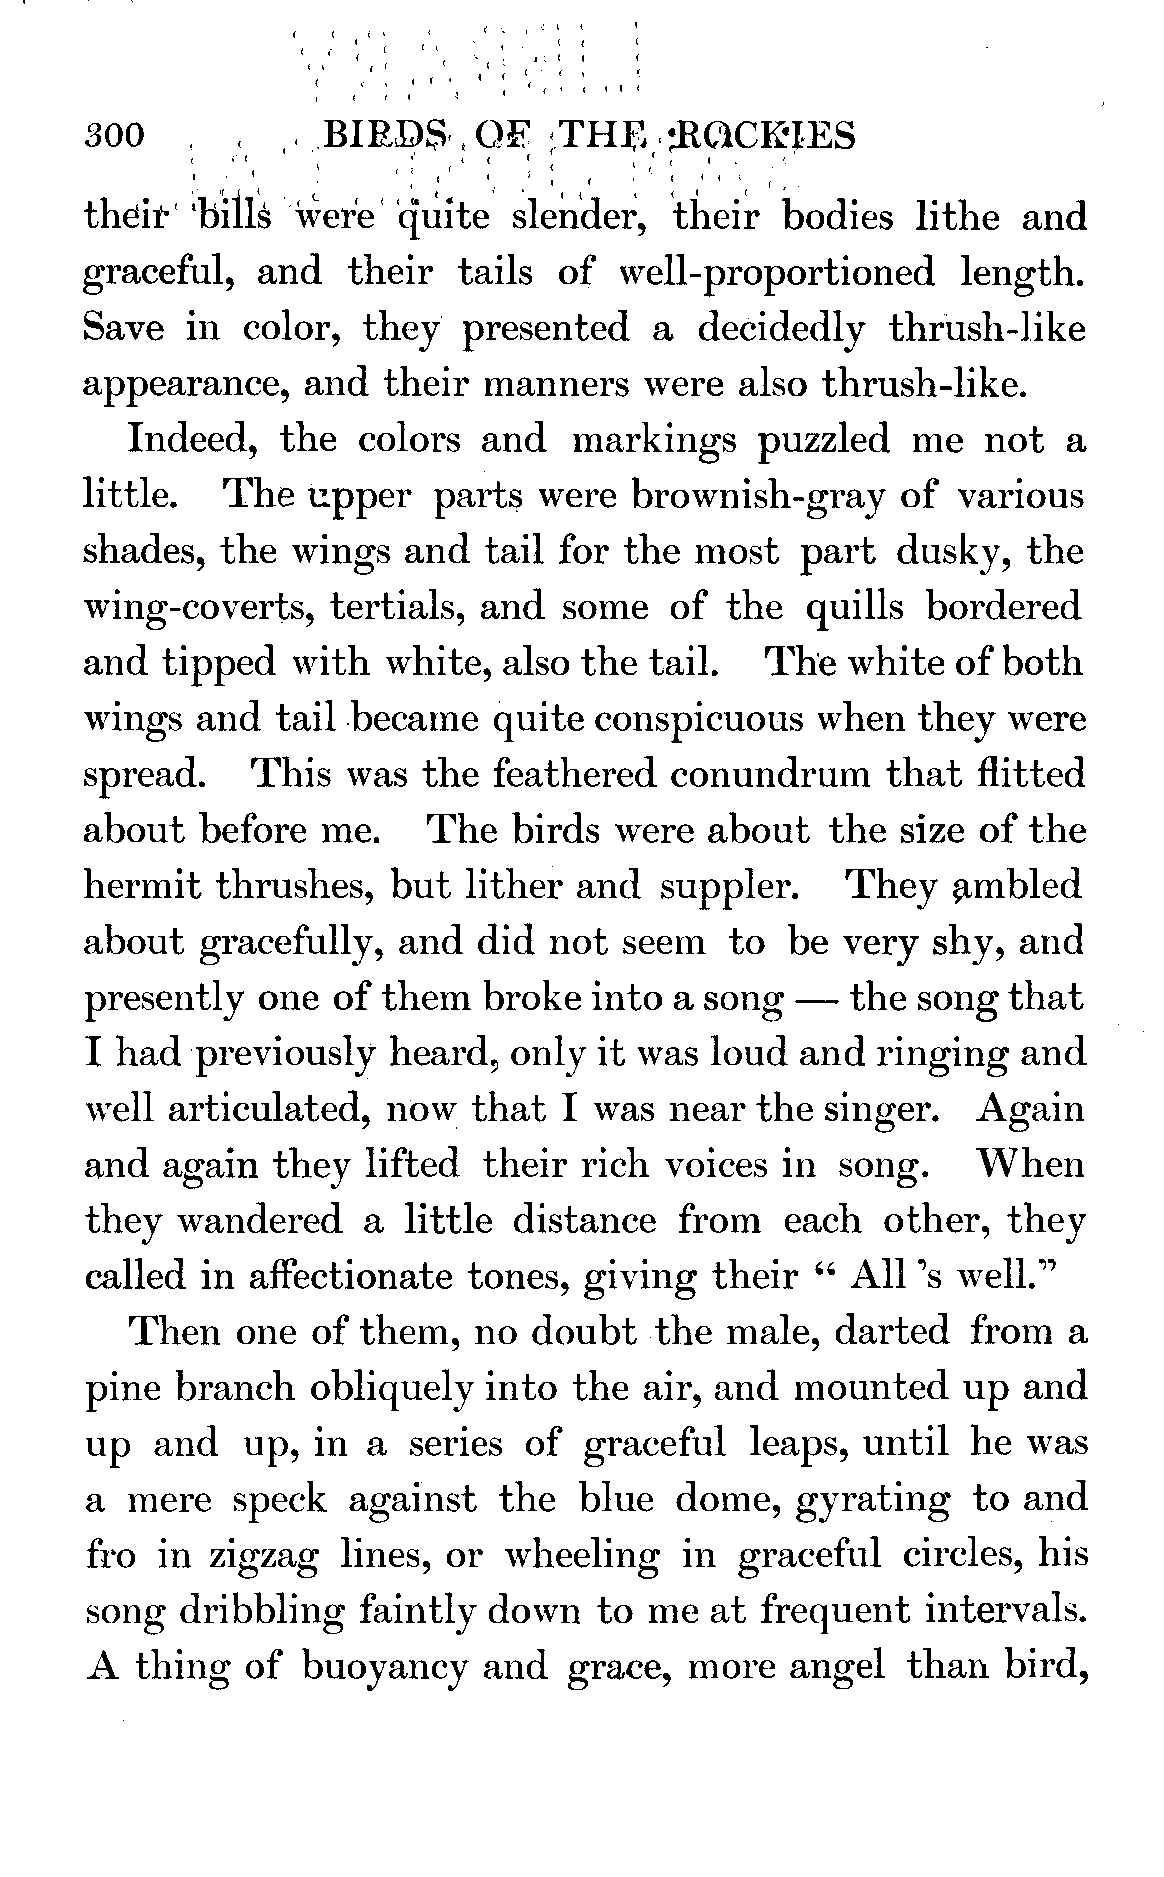 300 BIRDS OF THE ROCKIES
their bills were quite slender, their bodies lithe and
graceful, and their tails of well-proportioned length.
Save in color, they presented a decidedly thrush-like
appearance, and their manners were also thrush-like.
Indeed, the colors and markings puzzled me not a
little. The upper parts were brownish-gray of various
shades, the wings and tail for the most part dusky, the
wing-coverts, tertials, and some of the quills bordered
and tipped with white, also the tail. The white of both
wings and tail became quite conspicuous when they were
spread. This was the feathered conundrum that flitted
about before me. The birds were about the size of the
hermit thrushes, but lither and suppler. They ambled
about gracefully, and did not seem to be very shy, and
presently one of them broke into a song — the song that
I had previously heard, only it was loud and ringing and
well articulated, now that I was near the singer. Again
and again they lifted their rich voices in song. When
they wandered a little distance from each other, they
called in affectionate tones, giving their “ All ’s well.”
Then one of them, no doubt the male, darted from a
pine branch obliquely into the air, and mounted up and
up and up, in a series of graceful leaps, until he was
a mere speck against the blue dome, gyrating to and
fro in zigzag lines, or wheeling in graceful circles, his
song dribbling faintly down to me at frequent intervals.
A thing of buoyancy and grace, more angel than bird,